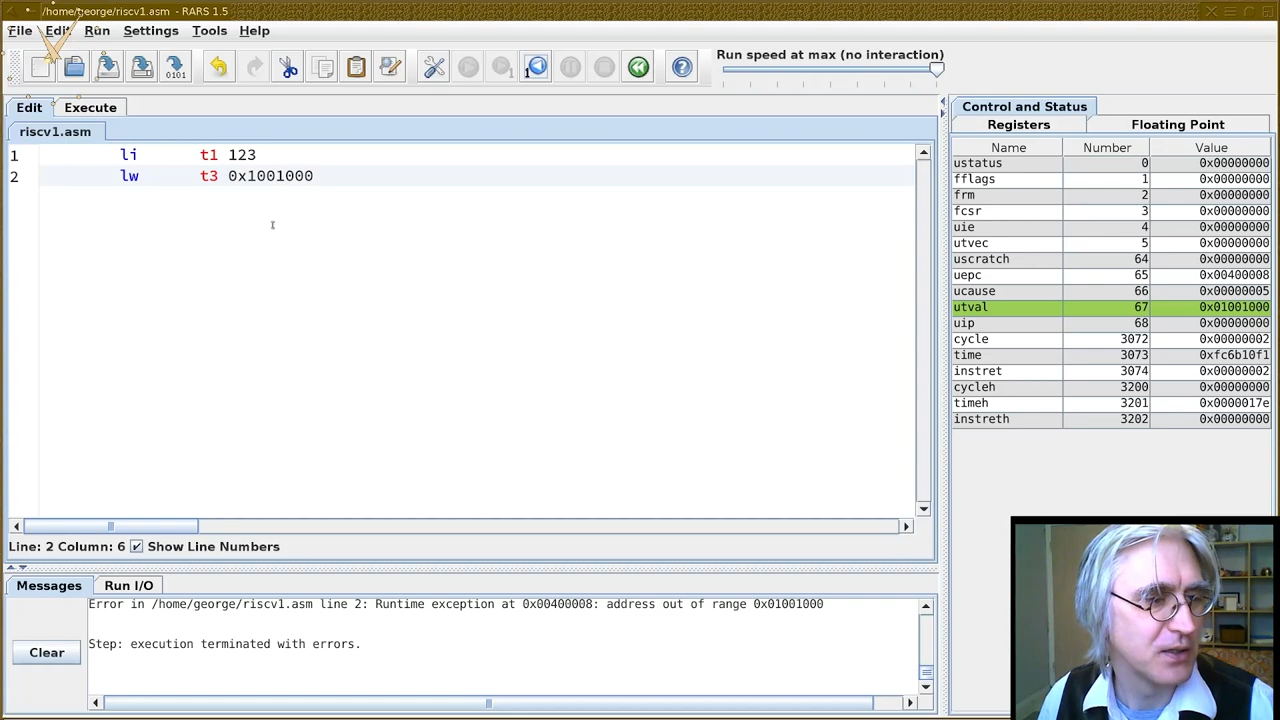 /home/george/riscv1.asm - RARS 1.5
File Edit Run Settings Tools Help
Run speed at max (no interaction)
0101
1
1
Edit Execute
riscv1.asm
1 li t1 123
2 lw t3 0x1001000
Line: 2 Column: 6 Show Line Numbers
Messages Run I/O
Error in /home/george/riscv1.asm line 2: Runtime exception at 0x00400008: address out of range 0x01001000
Step: execution terminated with errors.
Clear
Control and Status
Registers Floating Point
Name Number Value
ustatus 0 0x00000000
fflags 1 0x00000000
frm 2 0x00000000
fcsr 3 0x00000000
uie 4 0x00000000
utvec 5 0x00000000
uscratch 64 0x00000000
uepc 65 0x00400008
ucause 66 0x00000005
utval 67 0x01001000
uip 68 0x00000000
cycle 3072 0x00000002
time 3073 0xfc6b10f1
instret 3074 0x00000002
cycleh 3200 0x00000000
timeh 3201 0x0000017e
instreth 3202 0x00000000